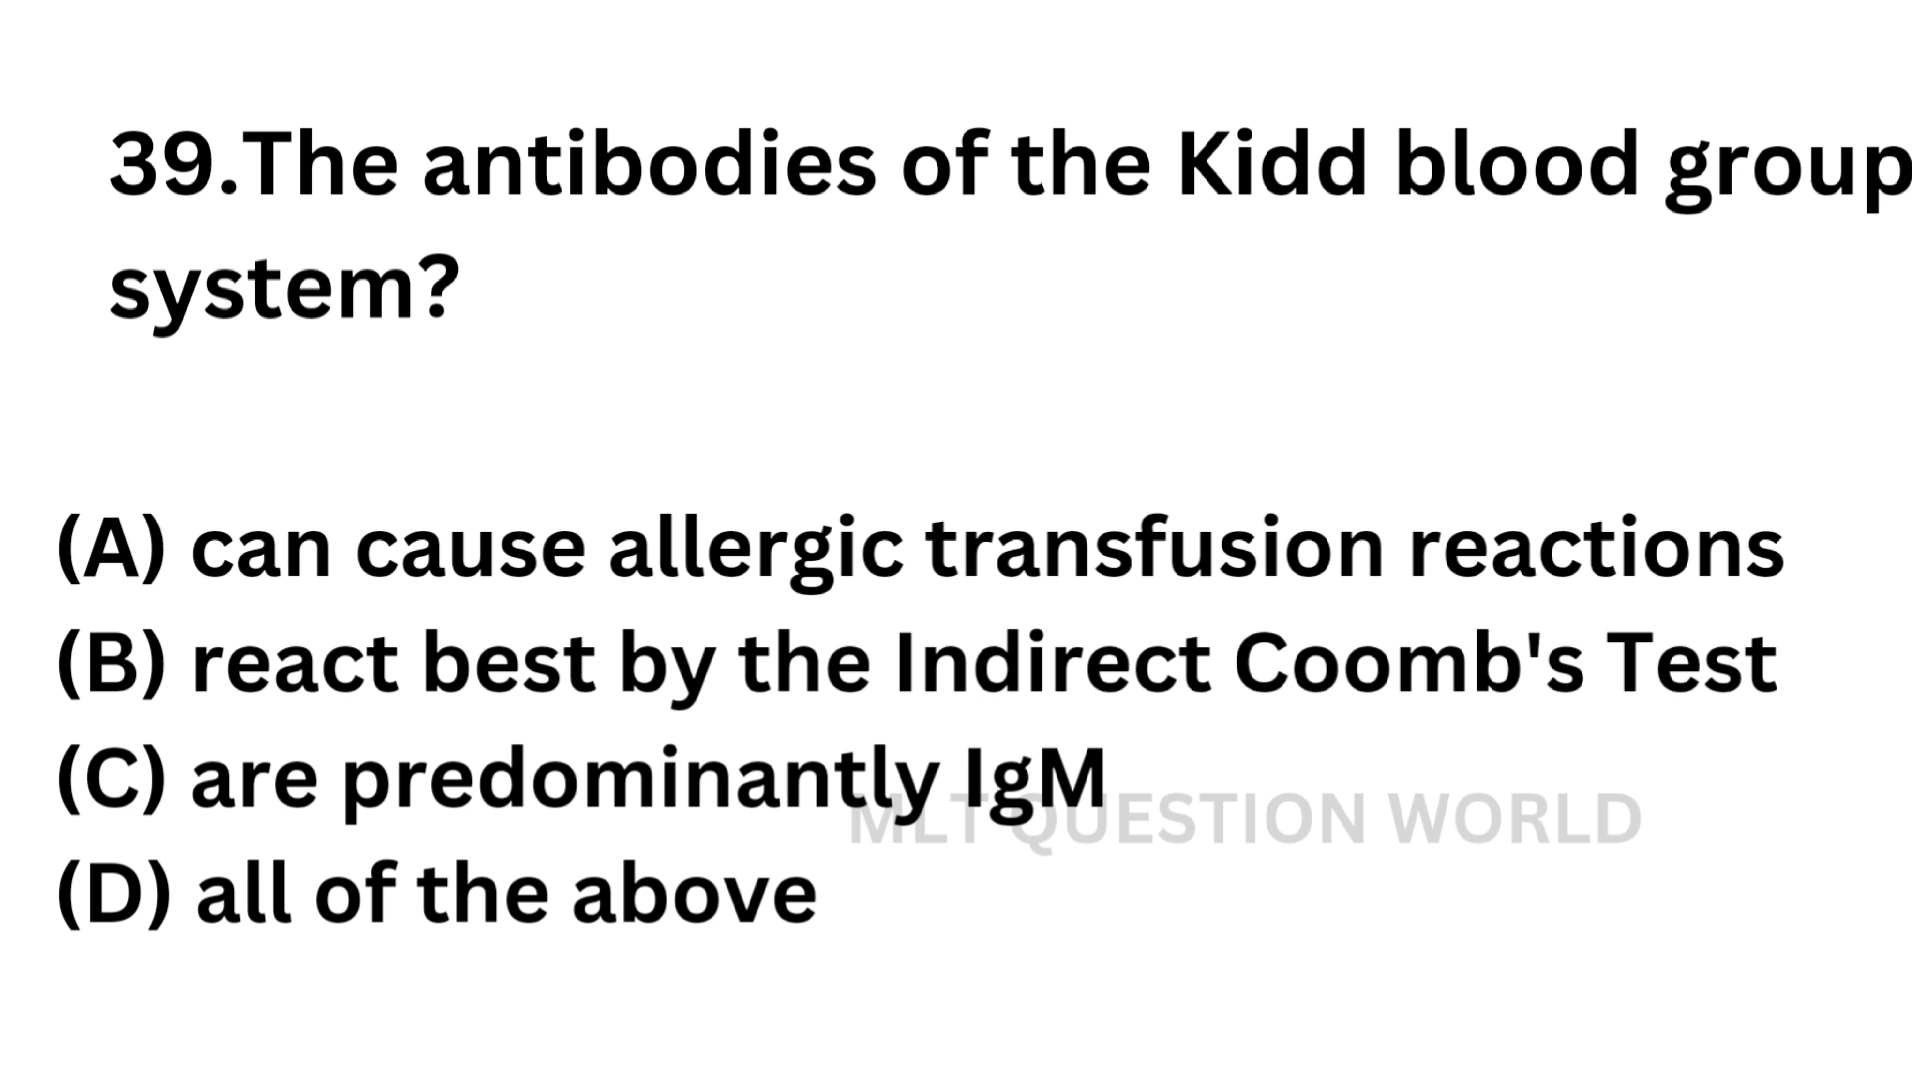 39.The antibodies of the Kidd blood group
system?
(A) can cause allergic transfusion reactions
(B) react best by the Indirect Coomb's Test
(C) are predominantly IgM
MLT QUESTION WORLD
(D) all of the above